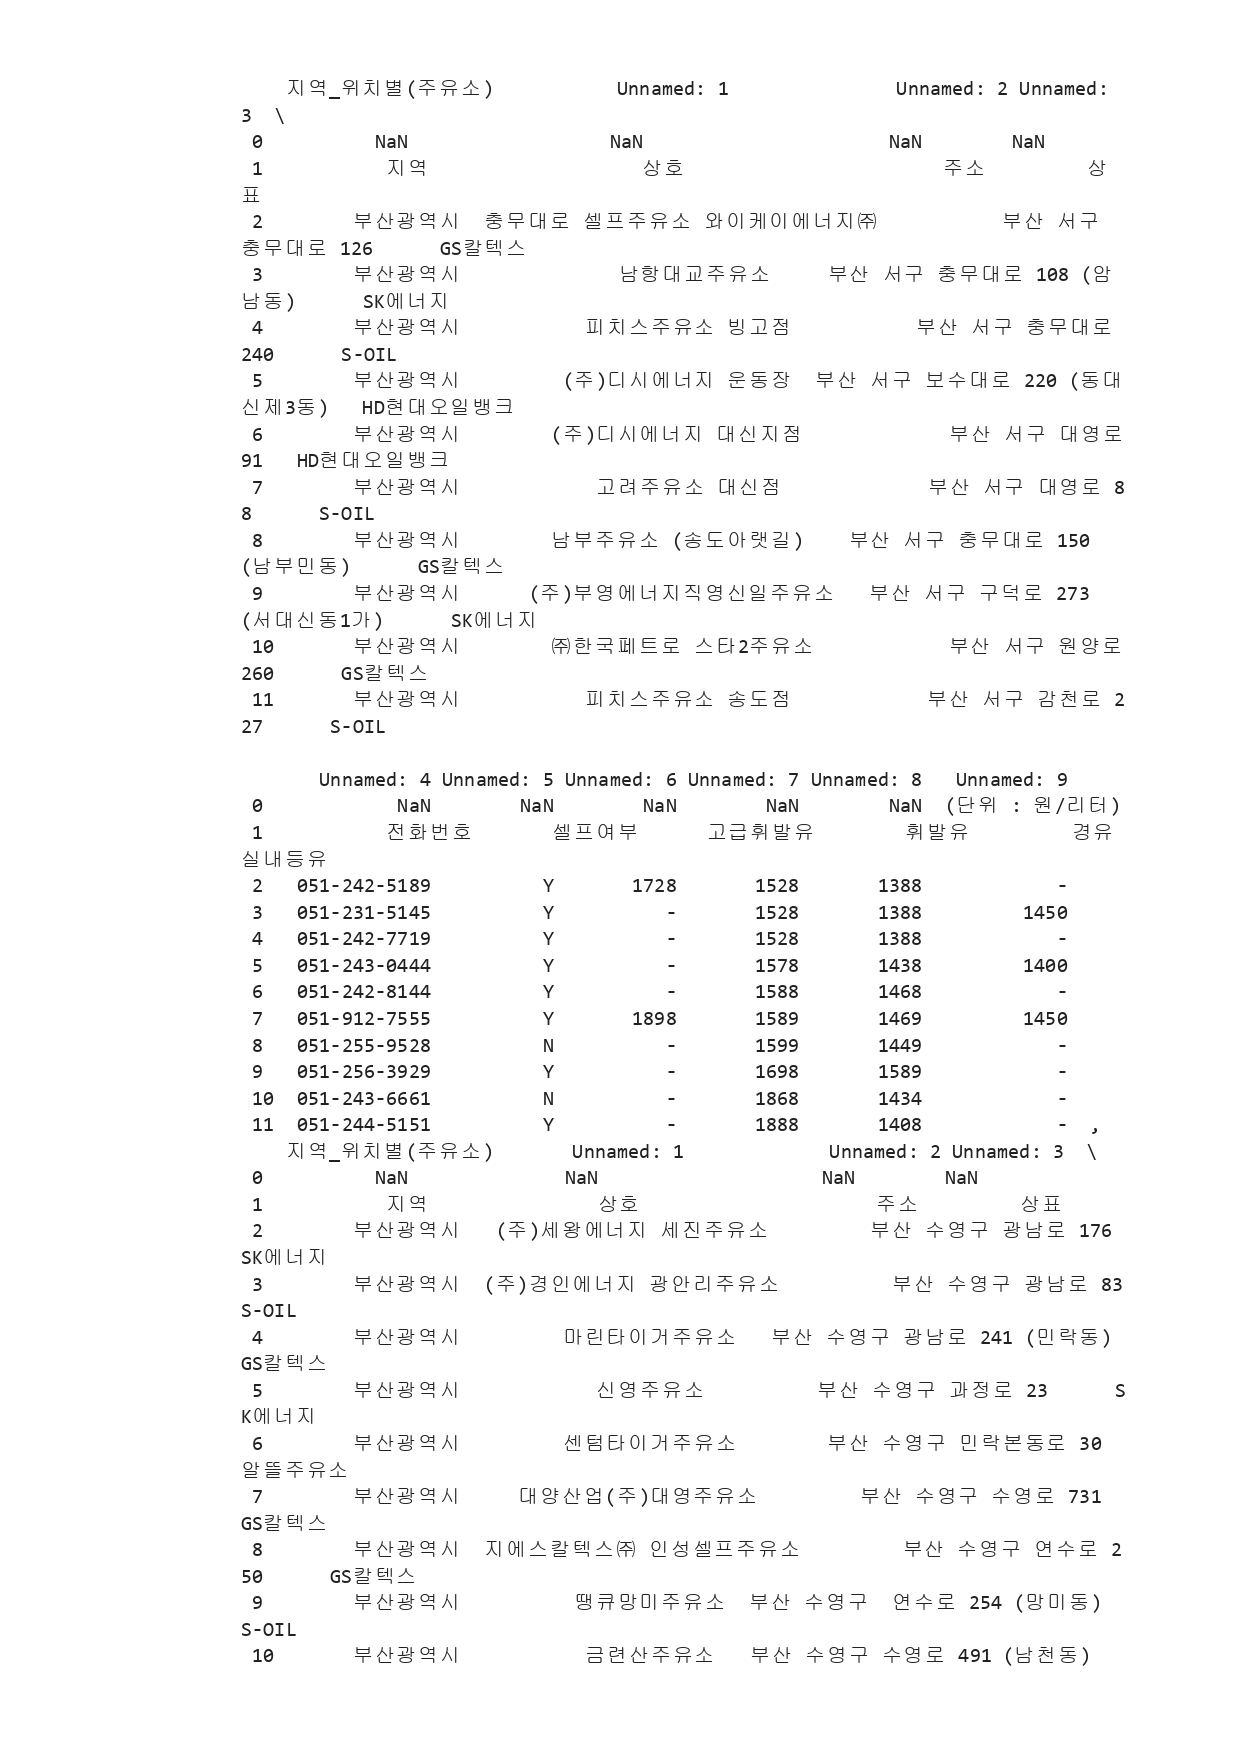 지역_위치별(주유소) Unnamed: 1 Unnamed: 2 Unnamed:
3 \
0 NaN NaN NaN NaN
1 지역 상호 주소 상
표
2 부산광역시 충무대로 셀프주유소 와이케이에너지㈜ 부산 서구
충무대로 126 GS칼텍스
3 부산광역시 남항대교주유소 부산 서구 충무대로 108 (암
남동) SK에너지
4 부산광역시 피치스주유소 빙고점 부산 서구 충무대로
240 S-OIL
5 부산광역시 (주)디시에너지 운동장 부산 서구 보수대로 220 (동대
신제3동) HD현대오일뱅크
6 부산광역시 (주)디시에너지 대신지점 부산 서구 대영로
91 HD현대오일뱅크
7 부산광역시 고려주유소 대신점 부산 서구 대영로 8
8 S-OIL
8 부산광역시 남부주유소 (송도아랫길) 부산 서구 충무대로 150
(남부민동) GS칼텍스
9 부산광역시 (주)부영에너지직영신일주유소 부산 서구 구덕로 273
(서대신동1가) SK에너지
10 부산광역시 ㈜한국페트로 스타2주유소 부산 서구 원양로
260 GS칼텍스
11 부산광역시 피치스주유소 송도점 부산 서구 감천로 2
27 S-OIL
Unnamed: 4 Unnamed: 5 Unnamed: 6 Unnamed: 7 Unnamed: 8 Unnamed: 9
0 NaN NaN NaN NaN NaN (단위 : 원/리터)
1 전화번호 셀프여부 고급휘발유 휘발유 경유
실내등유
2 051-242-5189 Y 1728 1528 1388 -
3 051-231-5145 Y - 1528 1388 1450
4 051-242-7719 Y - 1528 1388 -
5 051-243-0444 Y - 1578 1438 1400
6 051-242-8144 Y - 1588 1468 -
7 051-912-7555 Y 1898 1589 1469 1450
8 051-255-9528 N - 1599 1449 -
9 051-256-3929 Y - 1698 1589 -
10 051-243-6661 N - 1868 1434 -
11 051-244-5151 Y - 1888 1408 - ,
지역_위치별(주유소) Unnamed: 1 Unnamed: 2 Unnamed: 3 \
0 NaN NaN NaN NaN
1 지역 상호 주소 상표
2 부산광역시 (주)세왕에너지 세진주유소 부산 수영구 광남로 176
SK에너지
3 부산광역시 (주)경인에너지 광안리주유소 부산 수영구 광남로 83
S-OIL
4 부산광역시 마린타이거주유소 부산 수영구 광남로 241 (민락동)
GS칼텍스
5 부산광역시 신영주유소 부산 수영구 과정로 23 S
K에너지
6 부산광역시 센텀타이거주유소 부산 수영구 민락본동로 30
알뜰주유소
7 부산광역시 대양산업(주)대영주유소 부산 수영구 수영로 731
GS칼텍스
8 부산광역시 지에스칼텍스㈜ 인성셀프주유소 부산 수영구 연수로 2
50 GS칼텍스
9 부산광역시 땡큐망미주유소 부산 수영구 연수로 254 (망미동)
S-OIL
10 부산광역시 금련산주유소 부산 수영구 수영로 491 (남천동)